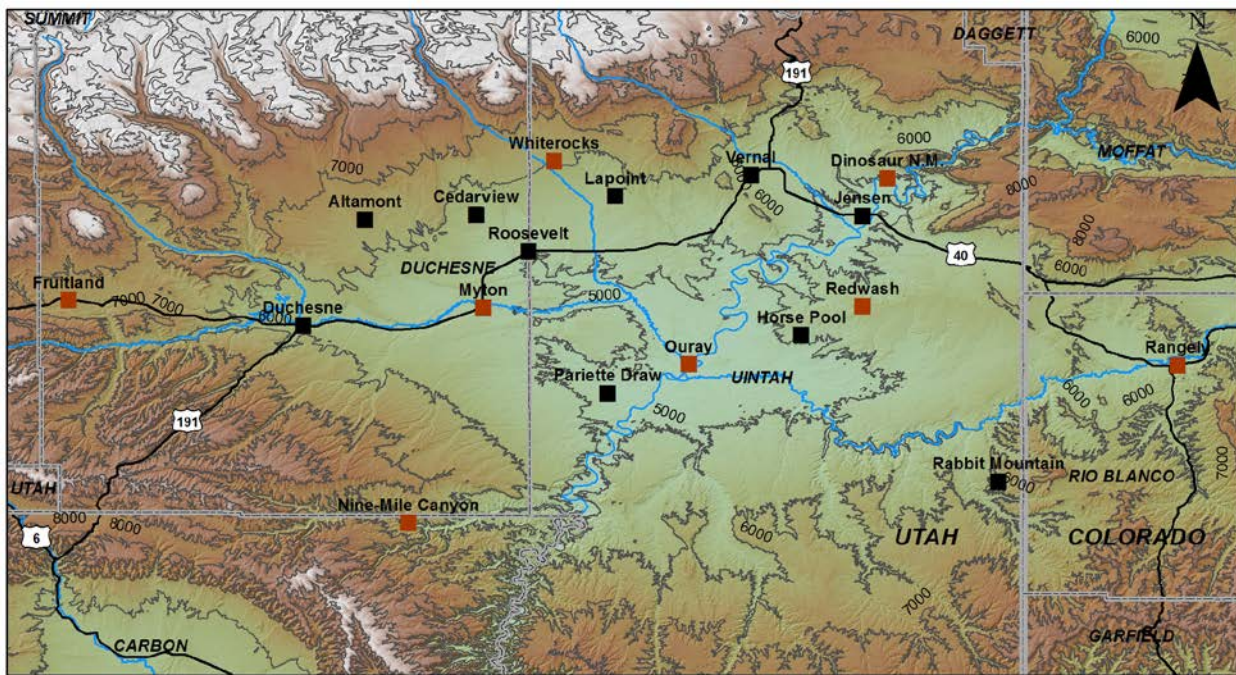 SUMMIT
DAGGETT
N
6000
191
6000
7000
Whiterocks
Vernal
Dinosaur N.M.
MOFFAT
Lapoint
6000
6000
8000
Altamont
Cedarview
Jensen
Roosevelt
8000
DUCHESNE
40
6000
Fruitland
7000
7000
Myton
5000
5000
Redwash
Duchesne
6000
Horse Pool
Ouray
Rangely
Pariette Draw
UINTAH
6000
6000
5000
191
Rabbit Mountain
6000
RIO BLANCO
7000
UTAH
Nine-Mile Canyon
8000
8000
6
6000
UTAH
COLORADO
7000
CARBON
GARFIELD